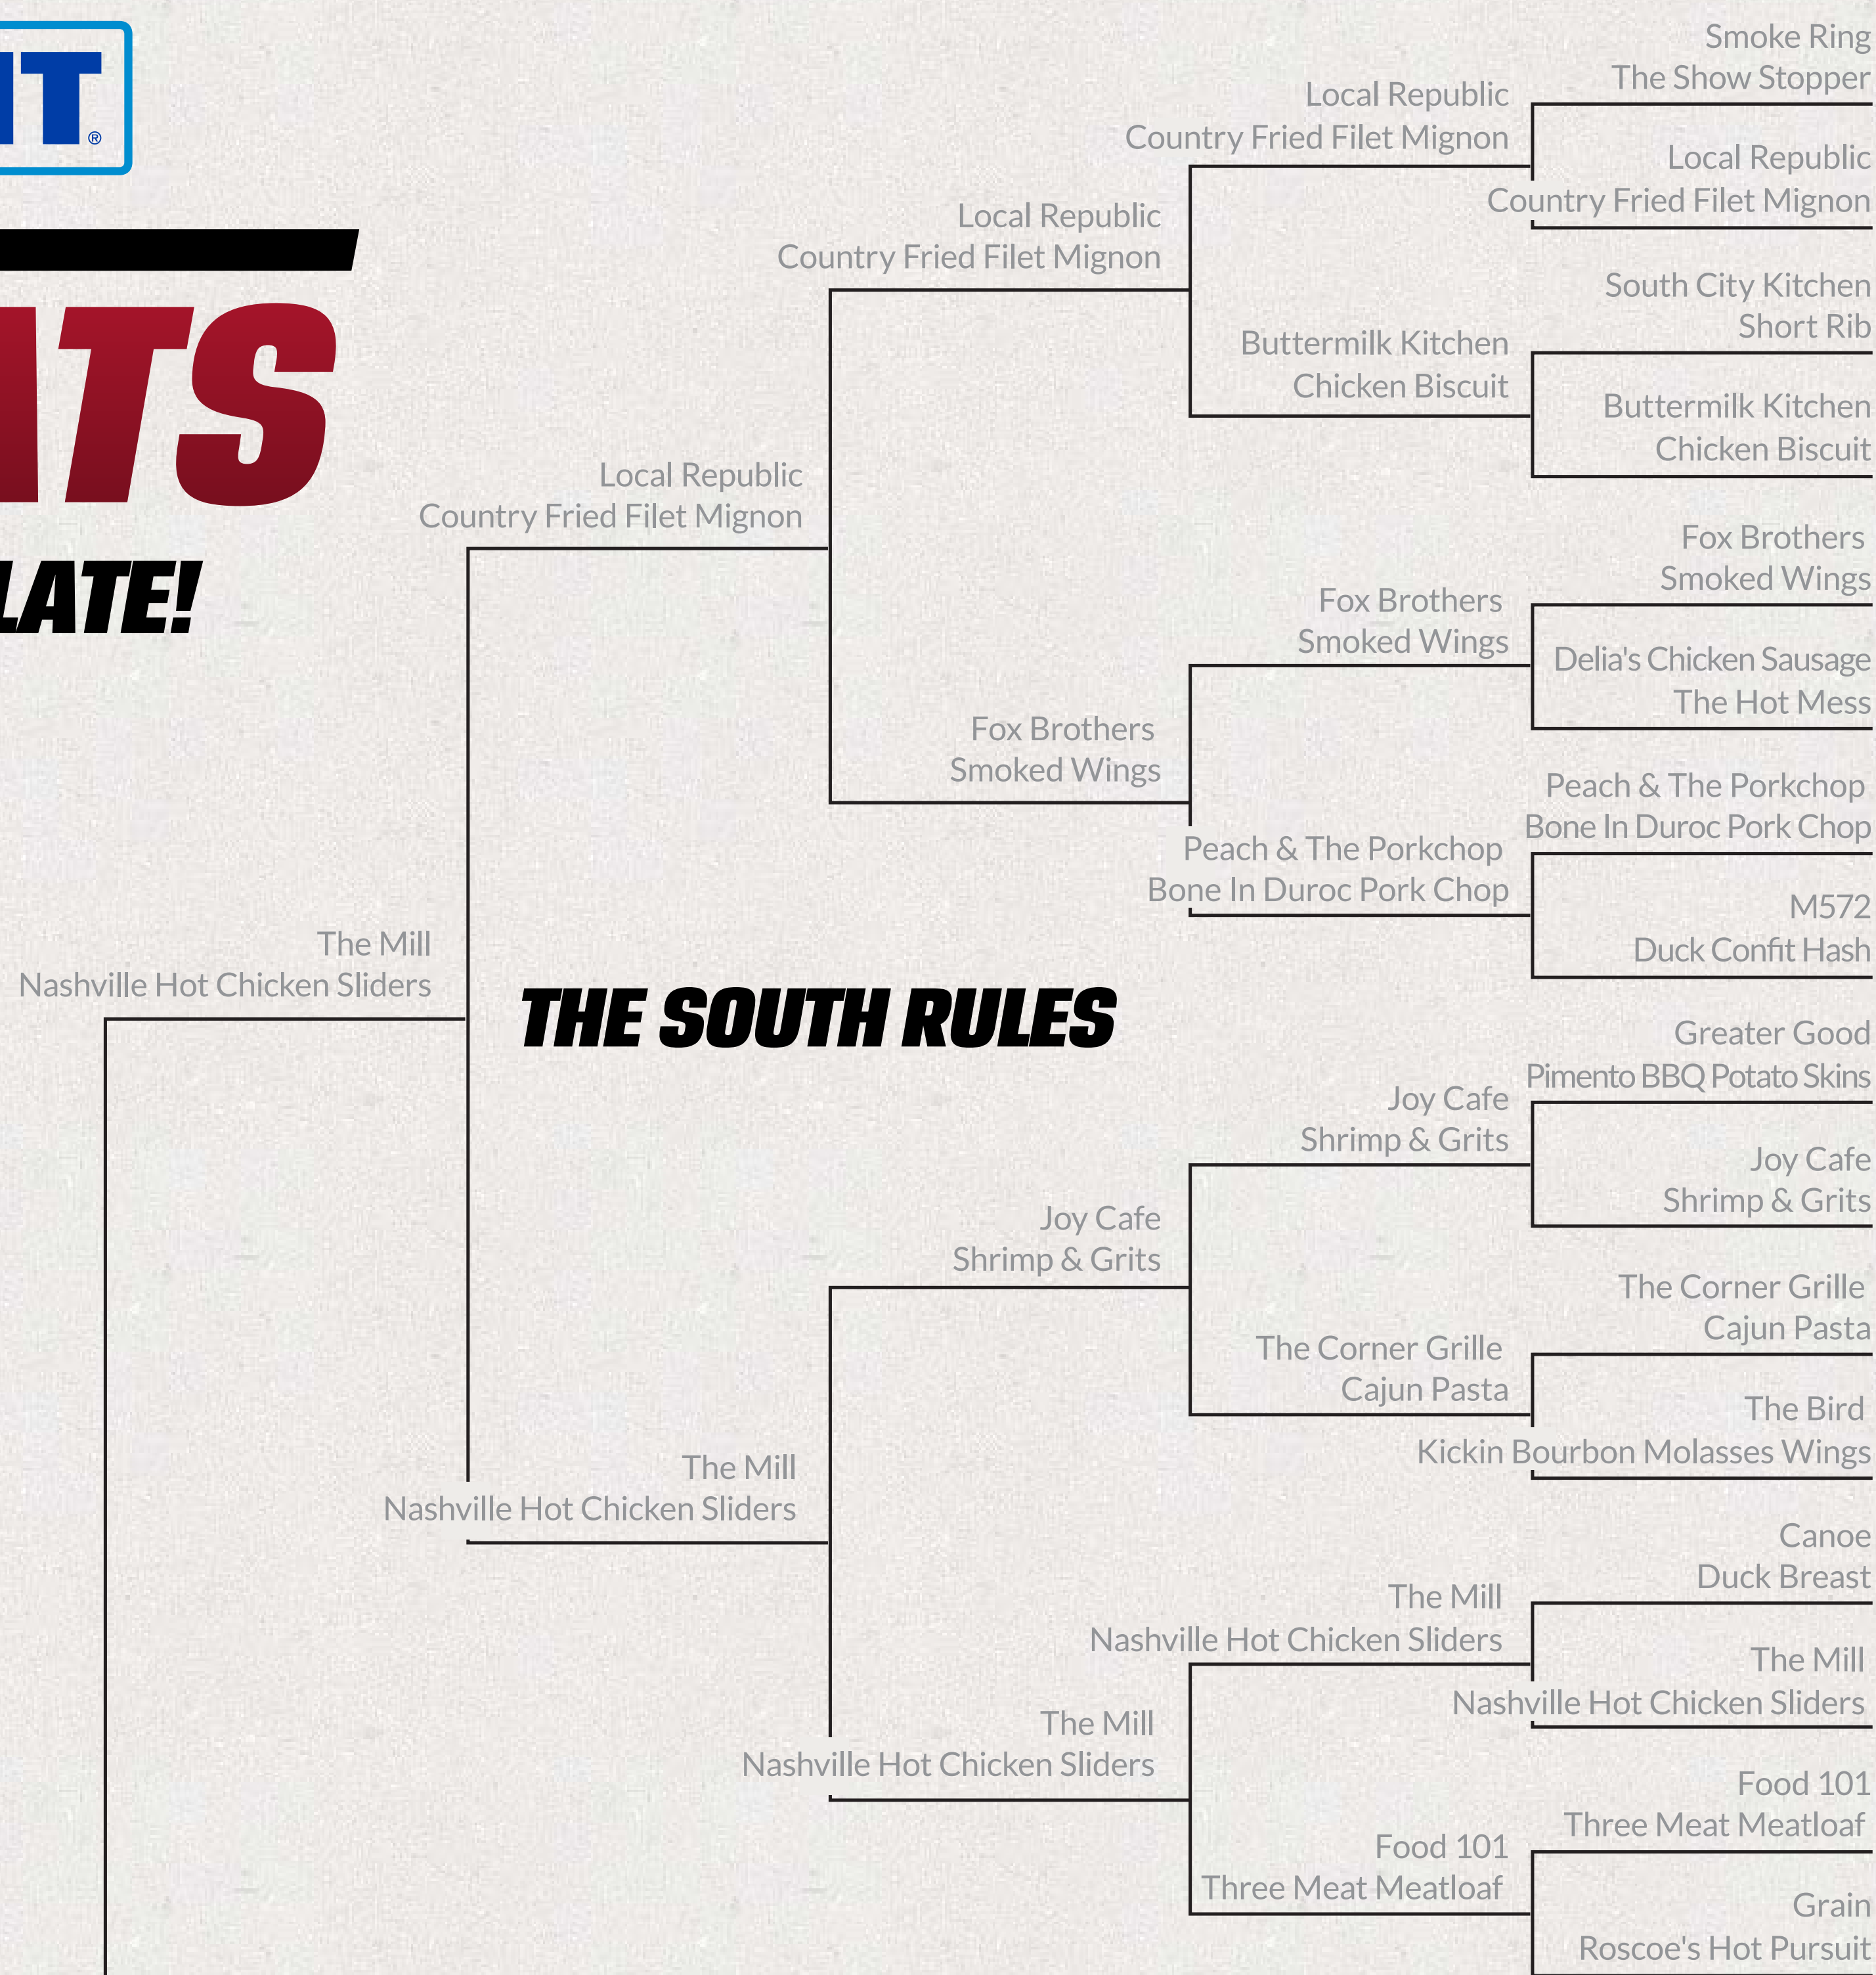 Smoke Ring
The Show Stopper
Local Republic
Country Fried Filet Mignon
Local Republic
Country Fried Filet Mignon
Local Republic
Country Fried Filet Mignon
South City Kitchen
Short Rib
ATS
Buttermilk Kitchen
Chicken Biscuit
Buttermilk Kitchen
Chicken Biscuit
Local Republic
Country Fried Filet Mignon
Fox Brothers
Smoked Wings
LATE!
Fox Brothers
Smoked Wings
Delia's Chicken Sausage
The Hot Mess
Fox Brothers
Smoked Wings
Peach & The Porkchop
Bone In Duroc Pork Chop
Peach & The Porkchop
Bone In Duroc Pork Chop
M572
Duck Confit Hash
The Mill
Nashville Hot Chicken Sliders
THE SOUTH RULES
Greater Good
Pimento BBQ Potato Skins
Joy Cafe
Shrimp & Grits
Joy Cafe
Shrimp & Grits
Joy Cafe
Shrimp & Grits
The Corner Grille
Cajun Pasta
The Corner Grille
Cajun Pasta
The Bird
Kickin Bourbon Molasses Wings
The Mill
Nashville Hot Chicken Sliders
Canoe
Duck Breast
The Mill
Nashville Hot Chicken Sliders
The Mill
Nashville Hot Chicken Sliders
The Mill
Nashville Hot Chicken Sliders
Food 101
Three Meat Meatloaf
Food 101
Three Meat Meatloaf
Grain
Roscoe's Hot Pursuit